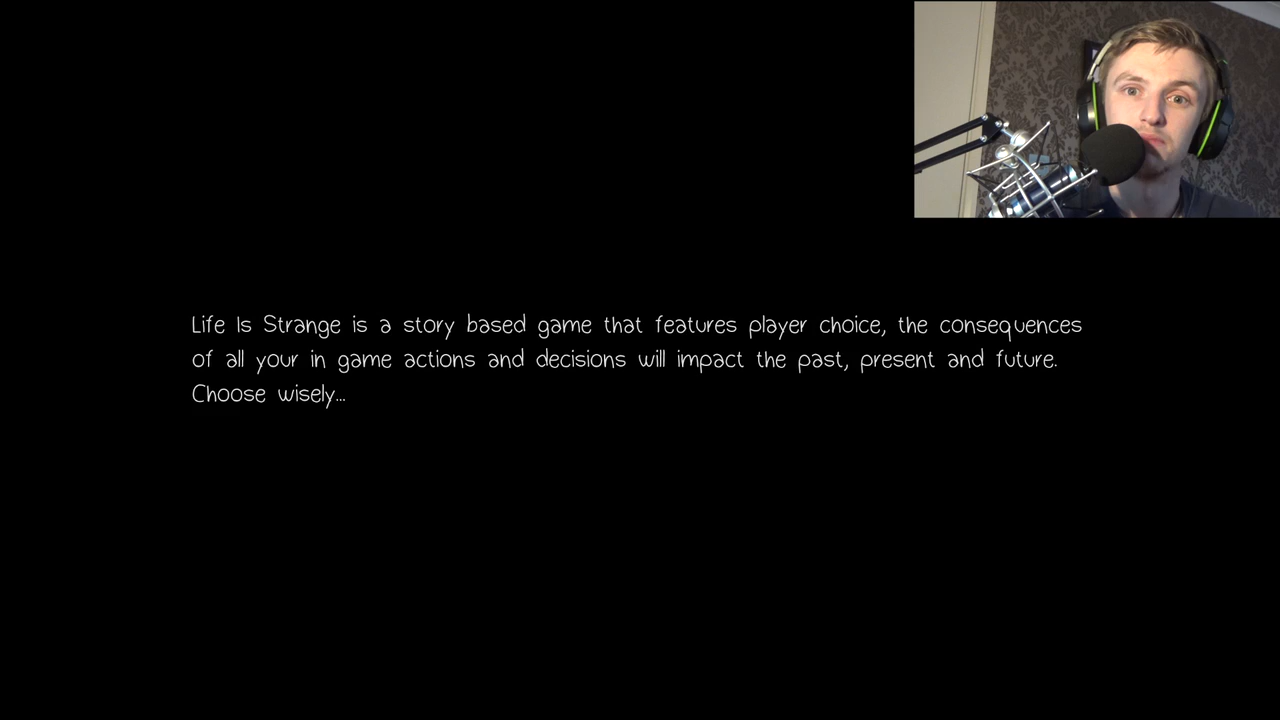 Life Is Strange is a story based game that features player choice, the consequences
of all your in game actions and decisions will impact the past, present and future.
Choose wisely...